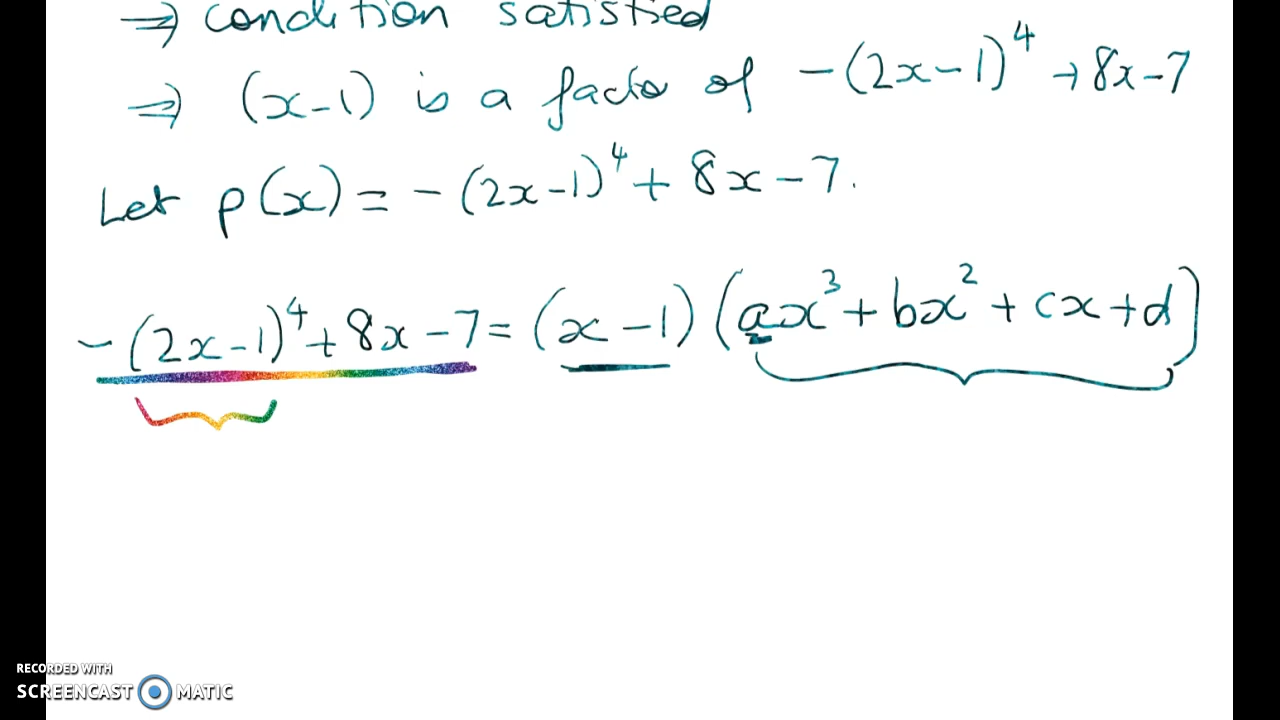 ⇒ condition satisfied
⇒ (x-1) is a factor of -(2x-1)⁴ + 8x-7
Let p(x) = -(2x-1)⁴ + 8x - 7.
-(2x-1)⁴ + 8x - 7 = (x-1) (ax³ + bx² + cx + d)
RECORDED WITH
SCREENCAST MATIC